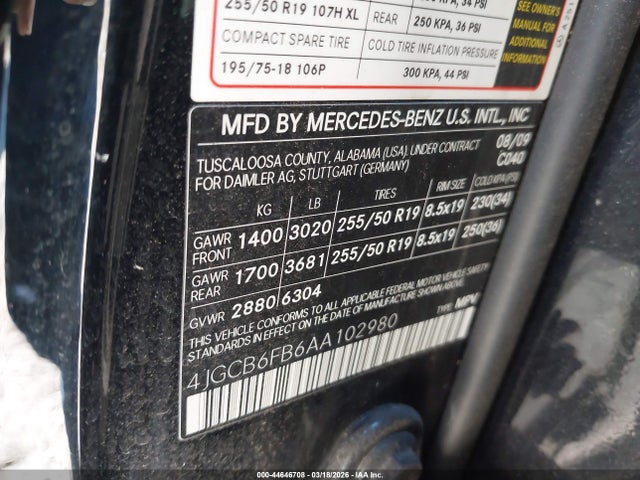 255/50 R19 107H XL
REAR
250 KPA, 36 PSI
COMPACT SPARE TIRE
COLD TIRE INFLATION PRESSURE
195/75-18 106P
300 KPA, 44 PSI
SEE OWNER'S
MANUAL FOR
ADDITIONAL
INFORMATION
MFD BY MERCEDES-BENZ U.S. INTL., INC
TUSCALOOSA COUNTY, ALABAMA (USA), UNDER CONTRACT 08/09
FOR DAIMLER AG, STUTTGART (GERMANY) C040
KG LB TIRES RIM SIZE COLD KPA (PSI)
GAWR FRONT 1400 3020 255/50 R19 8.5x19 230(34)
GAWR REAR 1700 3681 255/50 R19 8.5x19 250(36)
GVWR 2880 6304
THIS VEHICLE CONFORMS TO ALL APPLICABLE FEDERAL MOTOR VEHICLE SAFETY
STANDARDS IN EFFECT ON THE DATE OF MANUFACTURE SHOWN ABOVE.
TYPE: MPV
4JGCB6FB6AA102980
000-44646708 | 03/18/2026 | IAA Inc.